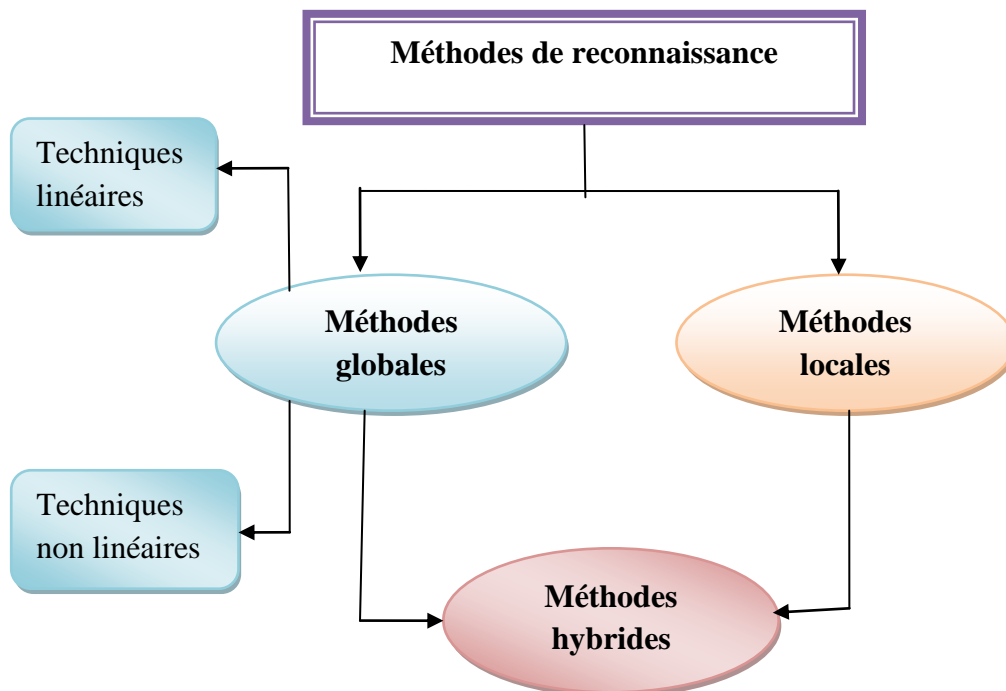 Méthodes de reconnaissance
Techniques
linéaires
Méthodes
globales
Méthodes
locales
Techniques
non linéaires
Méthodes
hybrides